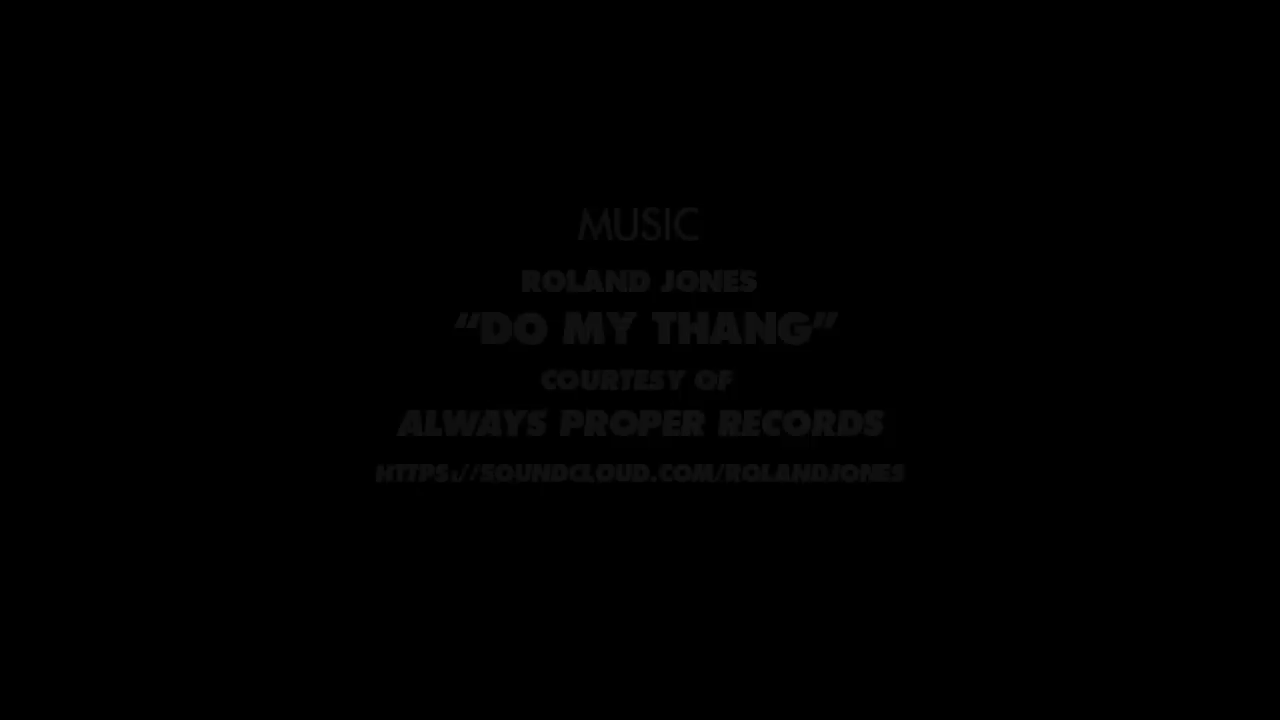 MUSIC
ROLAND JONES
“DO MY THANG”
COURTESY OF
ALWAYS PROPER RECORDS
HTTPS://SOUNDCLOUD.COM/ROLANDJONES